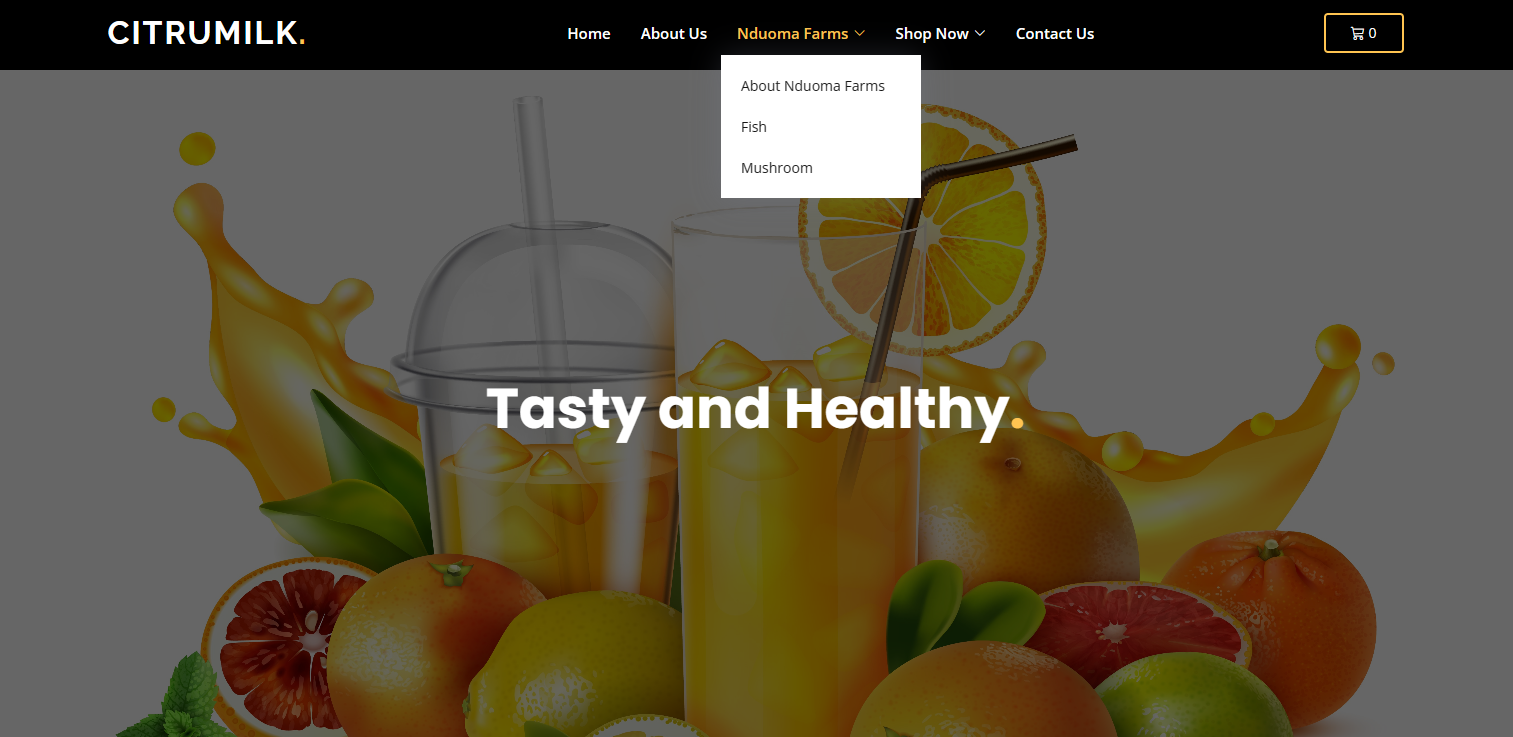 CITRUMILK.
Home About Us Nduoma Farms Shop Now Contact Us 0
About Nduoma Farms
Fish
Mushroom
Tasty and Healthy.